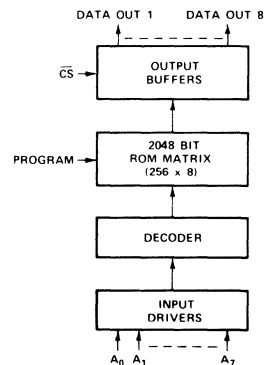 DATA OUT 1 DATA OUT 8
OUTPUT
BUFFERS
C̅S̅
2048 BIT
ROM MATRIX
(256 x 8)
PROGRAM
DECODER
INPUT
DRIVERS
A₀ A₁ A₇